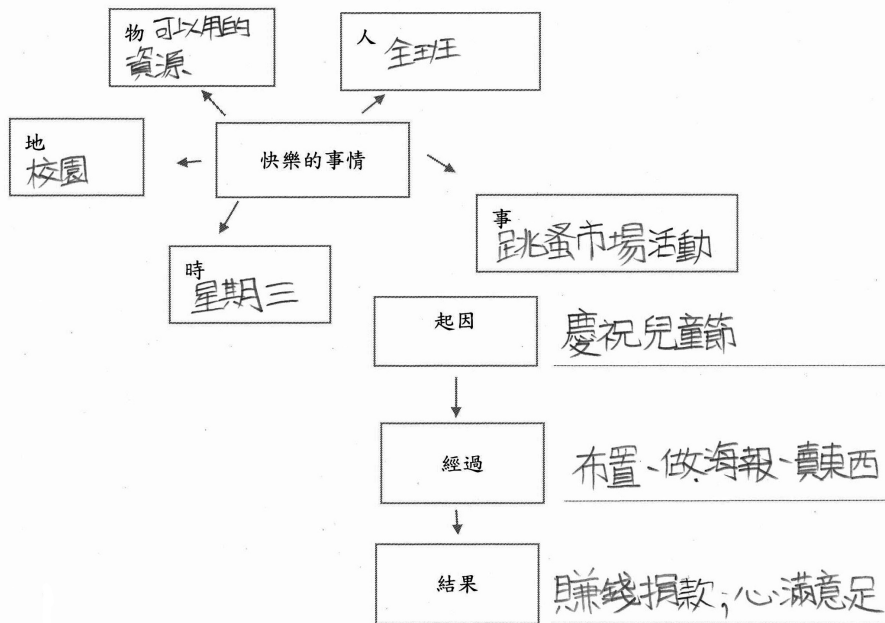 物 可以用的
資源
人
全班
地
校園
快樂的事情
事
跳蚤市場活動
時
星期三
起因
慶祝兒童節
經過
布置、做海報、賣東西
結果
賺錢捐款;心滿意足